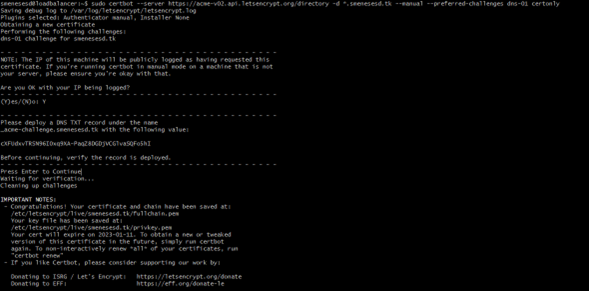 smenesesd@loadbalancer:~$ sudo certbot --server https://acme-v02.api.letsencrypt.org/directory -d *.smenesesd.tk --manual --preferred-challenges dns-01 certonly
Saving debug log to /var/log/letsencrypt/letsencrypt.log
Plugins selected: Authenticator manual, Installer None
Obtaining a new certificate
Performing the following challenges:
dns-01 challenge for smenesesd.tk
- - - - - - - - - - - - - - - - - - - - - - - - - - - - - - - - - - - - - - - -
NOTE: The IP of this machine will be publicly logged as having requested this
certificate. If you're running certbot in manual mode on a machine that is not
your server, please ensure you're okay with that.
Are you OK with your IP being logged?
- - - - - - - - - - - - - - - - - - - - - - - - - - - - - - - - - - - - - - - -
(Y)es/(N)o: Y
- - - - - - - - - - - - - - - - - - - - - - - - - - - - - - - - - - - - - - - -
Please deploy a DNS TXT record under the name
_acme-challenge.smenesesd.tk with the following value:
Before continuing, verify the record is deployed.
- - - - - - - - - - - - - - - - - - - - - - - - - - - - - - - - - - - - - - - -
Press Enter to Continue
Waiting for verification...
Cleaning up challenges
IMPORTANT NOTES:
- Congratulations! Your certificate and chain have been saved at:
/etc/letsencrypt/live/smenesesd.tk/fullchain.pem
Your key file has been saved at:
/etc/letsencrypt/live/smenesesd.tk/privkey.pem
Your cert will expire on 2023-01-11. To obtain a new or tweaked
version of this certificate in the future, simply run certbot
again. To non-interactively renew *all* of your certificates, run
"certbot renew"
- If you like Certbot, please consider supporting our work by:
Donating to ISRG / Let's Encrypt: https://letsencrypt.org/donate
Donating to EFF: https://eff.org/donate-le